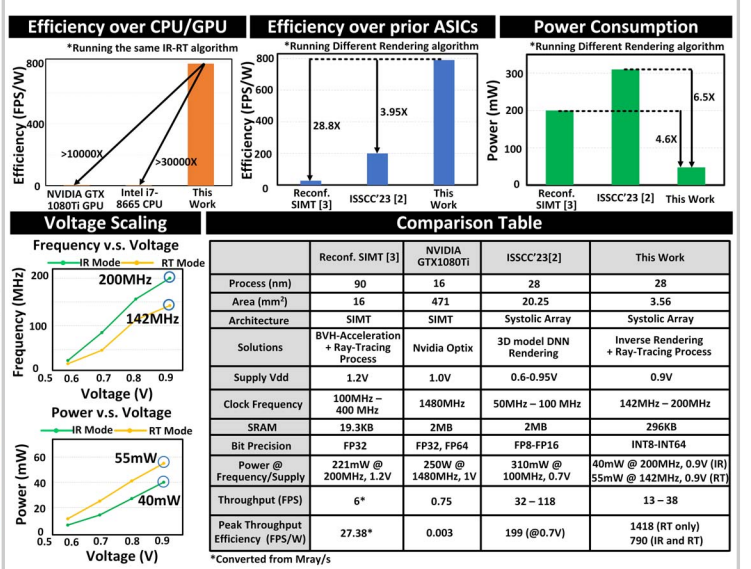 Efficiency over CPU/GPU
*Running the same IR-RT algorithm
Efficiency (FPS/W)
800
400
0
>10000X
>30000X
NVIDIA GTX
1080Ti GPU
Intel i7-
8665 CPU
This
Work
Efficiency over prior ASICs
*Running Different Rendering algorithm
Efficiency (FPS/W)
800
600
400
200
0
28.8X
3.95X
Reconf.
SIMT [3]
ISSCC'23 [2]
This
Work
Power Consumption
*Running Different Rendering algorithm
Power (mW)
300
200
100
0
6.5X
4.6X
Reconf.
SIMT [3]
ISSCC'23 [2]
This Work
Voltage Scaling
Frequency v.s. Voltage
IR Mode RT Mode
Frequency (MHz)
200
100
0
200MHz
142MHz
0.5 0.6 0.7 0.8 0.9
Voltage (V)
Power v.s. Voltage
IR Mode RT Mode
Power (mW)
60
40
20
0
55mW
40mW
0.5 0.6 0.7 0.8 0.9
Voltage (V)
Comparison Table
Reconf. SIMT [3] NVIDIA GTX1080Ti ISSCC'23[2] This Work
Process (nm) 90 16 28 28
Area (mm²) 16 471 20.25 3.56
Architecture SIMT SIMT Systolic Array Systolic Array
Solutions BVH-Acceleration + Ray-Tracing Process Nvidia Optix 3D model DNN Rendering Inverse Rendering + Ray-Tracing Process
Supply Vdd 1.2V 1.0V 0.6-0.95V 0.9V
Clock Frequency 100MHz – 400 MHz 1480MHz 50MHz – 100 MHz 142MHz – 200MHz
SRAM 19.3KB 2MB 2MB 296KB
Bit Precision FP32 FP32, FP64 FP8-FP16 INT8-INT64
Power @ Frequency/Supply 221mW @ 200MHz, 1.2V 250W @ 1480MHz, 1V 310mW @ 100MHz, 0.7V 40mW @ 200MHz, 0.9V (IR) 55mW @ 142MHz, 0.9V (RT)
Throughput (FPS) 6* 0.75 32 – 118 13 – 38
Peak Throughput Efficiency (FPS/W) 27.38* 0.003 199 (@0.7V) 1418 (RT only) 790 (IR and RT)
*Converted from Mray/s